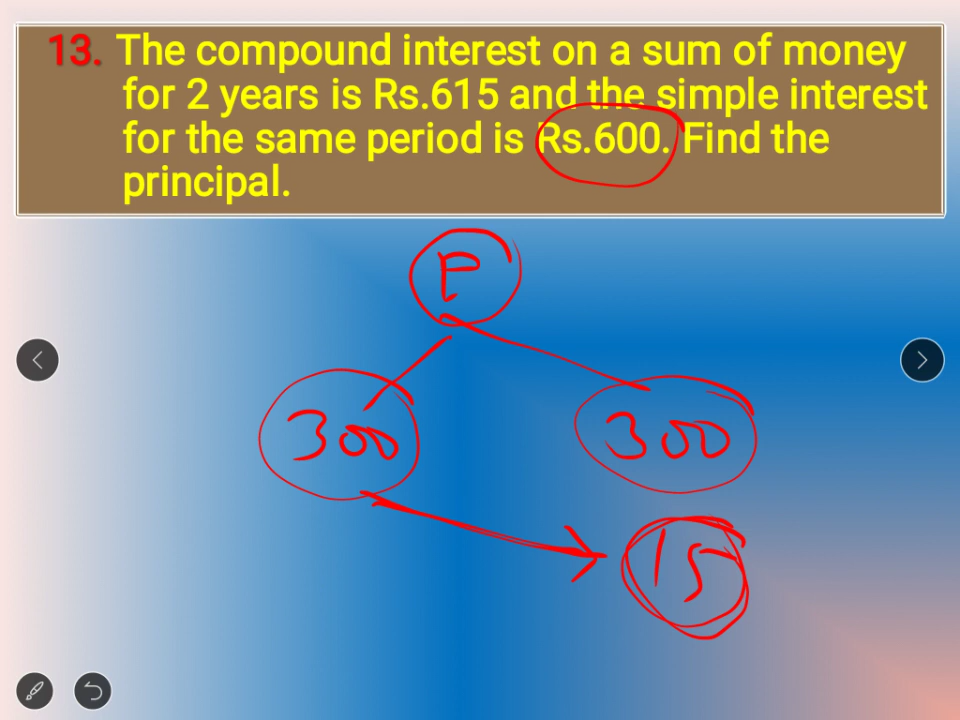 13. The compound interest on a sum of money
for 2 years is Rs.615 and the simple interest
for the same period is Rs.600. Find the
principal.
P
300 300
15